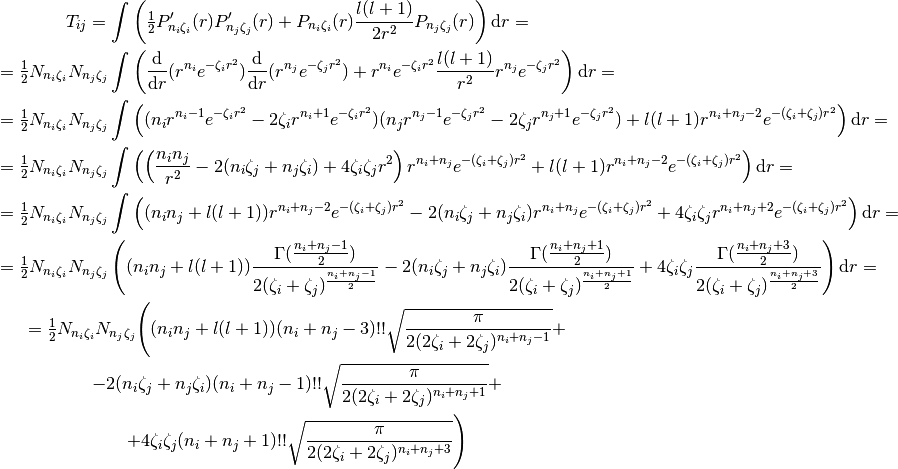 T_{ij} = \int \left( \frac{1}{2} P'_{n_i\zeta_i}(r) P'_{n_j\zeta_j}(r) + P_{n_i\zeta_i}(r) \frac{l(l+1)}{2r^2} P_{n_j\zeta_j}(r) \right) \mathrm{d}r =
= \frac{1}{2} N_{n_i\zeta_i} N_{n_j\zeta_j} \int \left( \frac{\mathrm{d}}{\mathrm{d}r}(r^{n_i} e^{-\zeta_i r^2}) \frac{\mathrm{d}}{\mathrm{d}r}(r^{n_j} e^{-\zeta_j r^2}) + r^{n_i} e^{-\zeta_i r^2} \frac{l(l+1)}{r^2} r^{n_j} e^{-\zeta_j r^2} \right) \mathrm{d}r =
= \frac{1}{2} N_{n_i\zeta_i} N_{n_j\zeta_j} \int \left( (n_i r^{n_i-1} e^{-\zeta_i r^2} - 2\zeta_i r^{n_i+1} e^{-\zeta_i r^2})(n_j r^{n_j-1} e^{-\zeta_j r^2} - 2\zeta_j r^{n_j+1} e^{-\zeta_j r^2}) + l(l+1) r^{n_i+n_j-2} e^{-(\zeta_i+\zeta_j)r^2} \right) \mathrm{d}r =
= \frac{1}{2} N_{n_i\zeta_i} N_{n_j\zeta_j} \int \left( \left( \frac{n_i n_j}{r^2} - 2(n_i\zeta_j + n_j\zeta_i) + 4\zeta_i\zeta_j r^2 \right) r^{n_i+n_j} e^{-(\zeta_i+\zeta_j)r^2} + l(l+1) r^{n_i+n_j-2} e^{-(\zeta_i+\zeta_j)r^2} \right) \mathrm{d}r =
= \frac{1}{2} N_{n_i\zeta_i} N_{n_j\zeta_j} \int \left( (n_i n_j + l(l+1)) r^{n_i+n_j-2} e^{-(\zeta_i+\zeta_j)r^2} - 2(n_i\zeta_j + n_j\zeta_i) r^{n_i+n_j} e^{-(\zeta_i+\zeta_j)r^2} + 4\zeta_i\zeta_j r^{n_i+n_j+2} e^{-(\zeta_i+\zeta_j)r^2} \right) \mathrm{d}r =
= \frac{1}{2} N_{n_i\zeta_i} N_{n_j\zeta_j} \left( (n_i n_j + l(l+1)) \frac{\Gamma(\frac{n_i+n_j-1}{2})}{2(\zeta_i+\zeta_j)^{\frac{n_i+n_j-1}{2}}} - 2(n_i\zeta_j + n_j\zeta_i) \frac{\Gamma(\frac{n_i+n_j+1}{2})}{2(\zeta_i+\zeta_j)^{\frac{n_i+n_j+1}{2}}} + 4\zeta_i\zeta_j \frac{\Gamma(\frac{n_i+n_j+3}{2})}{2(\zeta_i+\zeta_j)^{\frac{n_i+n_j+3}{2}}} \right) \mathrm{d}r =
= \frac{1}{2} N_{n_i\zeta_i} N_{n_j\zeta_j} \Bigg( (n_i n_j + l(l+1))(n_i+n_j-3)!! \sqrt{\frac{\pi}{2(2\zeta_i+2\zeta_j)^{n_i+n_j-1}}} +
-2(n_i\zeta_j + n_j\zeta_i)(n_i+n_j-1)!! \sqrt{\frac{\pi}{2(2\zeta_i+2\zeta_j)^{n_i+n_j+1}}} +
+4\zeta_i\zeta_j (n_i+n_j+1)!! \sqrt{\frac{\pi}{2(2\zeta_i+2\zeta_j)^{n_i+n_j+3}}} \Bigg)